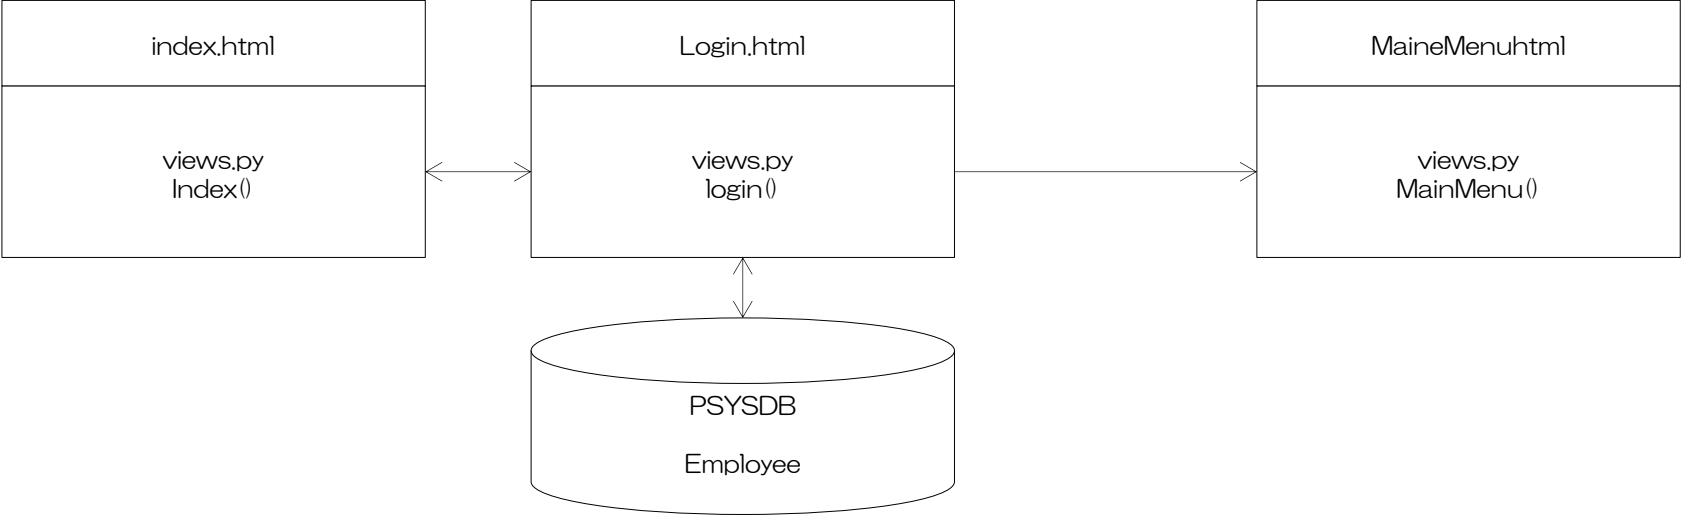 index.html
views.py
Index()
Login.html
views.py
login()
MaineMenuhtml
views.py
MainMenu()
PSYSDB
Employee